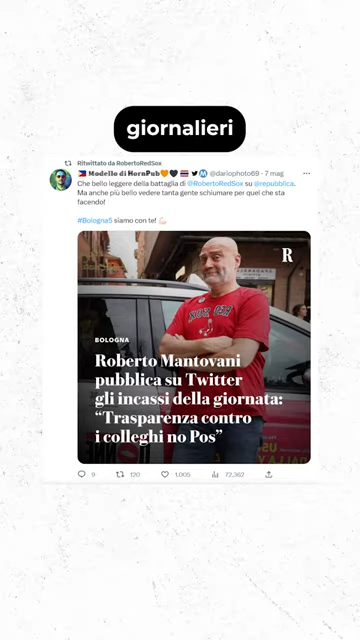 giornalieri
Ritwittato da RobertoRedSox
Modello di HornPub @dariophoto69 · 7 mag
Che bello leggere della battaglia di @RobertoRedSox su @repubblica.
Ma anche più bello vedere tanta gente schiumare per quel che sta
facendo!
#Bologna5 siamo con te!
R
RED SOX
BOLOGNA
Roberto Mantovani
pubblica su Twitter
gli incassi della giornata:
“Trasparenza contro
i colleghi no Pos”
9 120 1.005 72.362